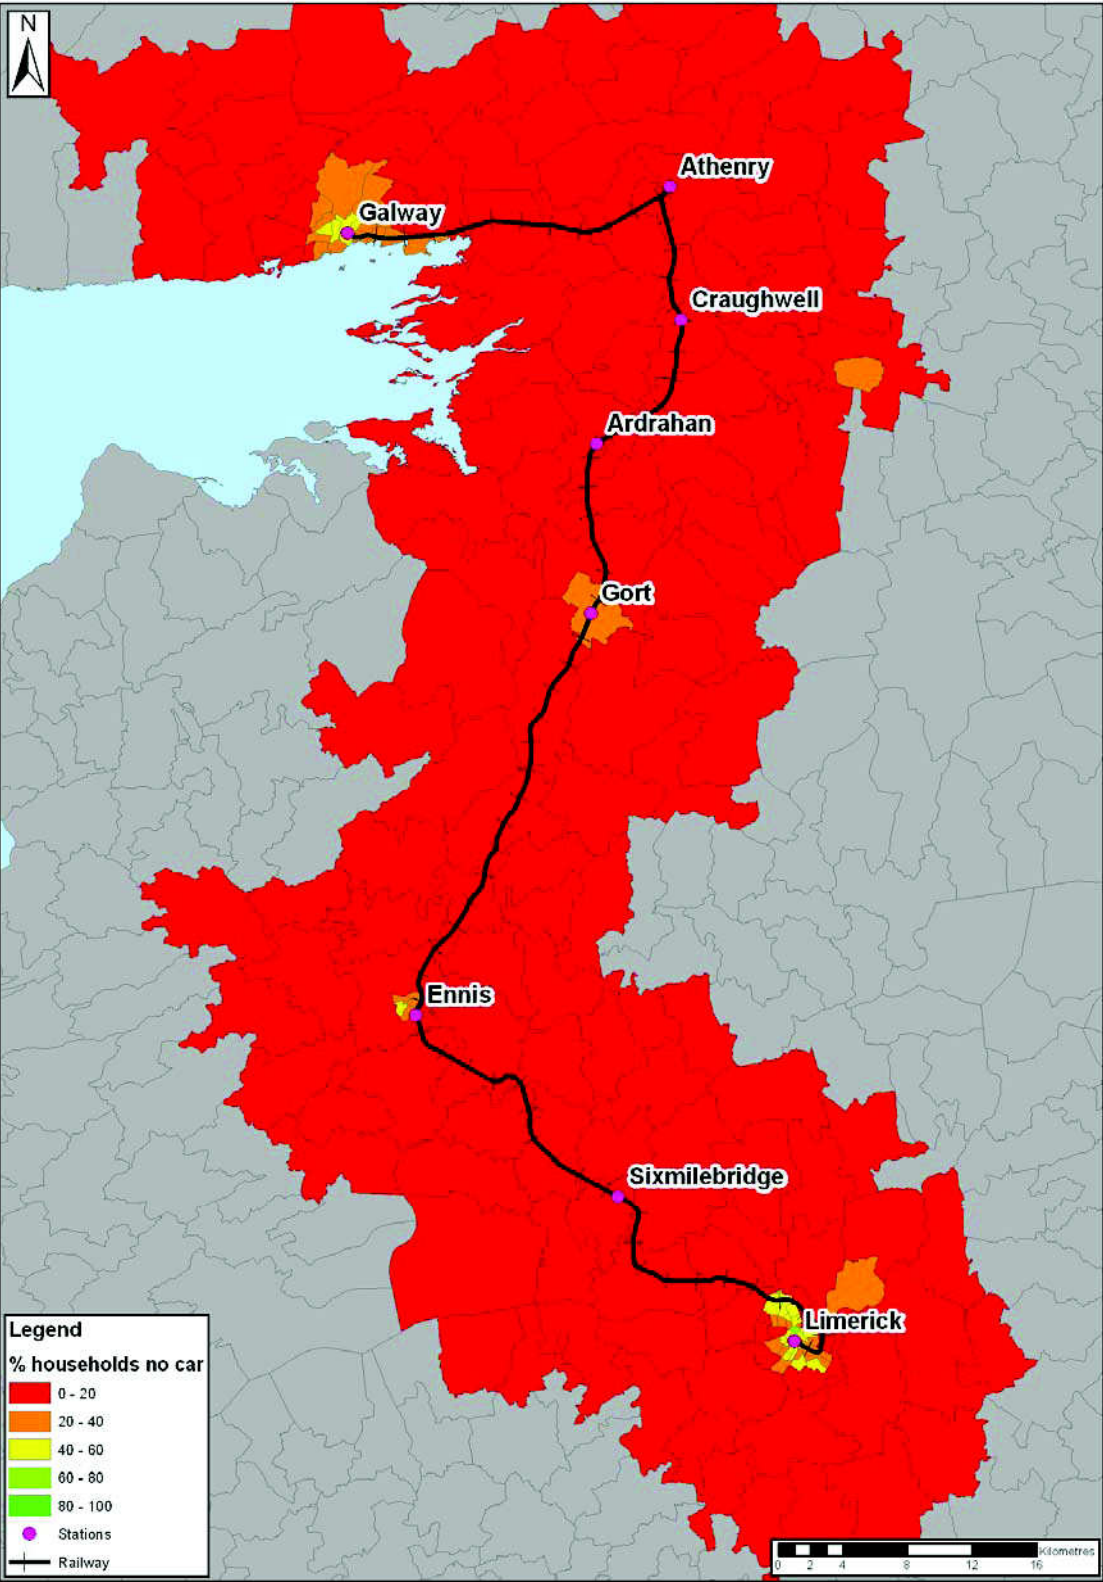 N
Athenry
Galway
Craughwell
Ardrahan
Gort
Ennis
Sixmilebridge
Limerick
Legend
% households no car
0 - 20
20 - 40
40 - 60
60 - 80
80 - 100
Stations
Railway
Kilometres
0 2 4 8 12 16